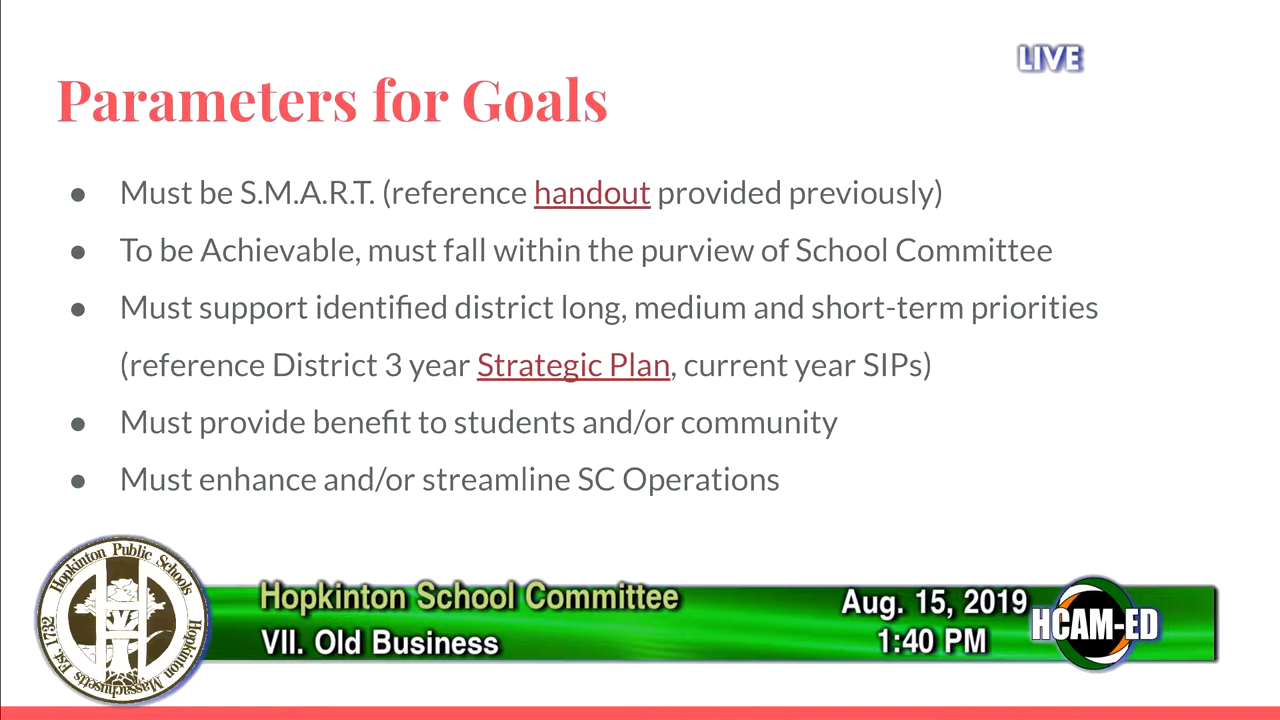 LIVE
Parameters for Goals
● Must be S.M.A.R.T. (reference handout provided previously)
● To be Achievable, must fall within the purview of School Committee
● Must support identified district long, medium and short-term priorities
(reference District 3 year Strategic Plan, current year SIPs)
● Must provide benefit to students and/or community
● Must enhance and/or streamline SC Operations
Hopkinton Public Schools
Hopkinton Massachusetts Est. 1732
Hopkinton School Committee
VII. Old Business
Aug. 15, 2019
1:40 PM
HCAM-ED